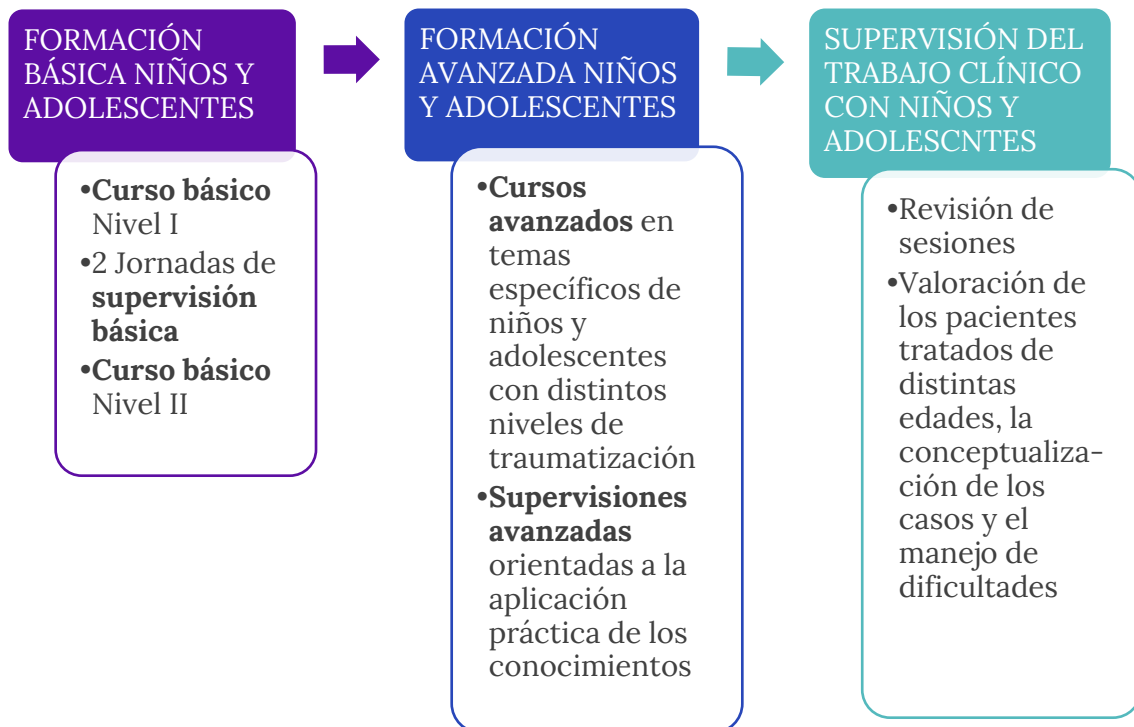 FORMACIÓN
BÁSICA NIÑOS Y
ADOLESCENTES
•Curso básico
Nivel I
•2 Jornadas de
supervisión
básica
•Curso básico
Nivel II
FORMACIÓN
AVANZADA NIÑOS
Y ADOLESCENTES
•Cursos
avanzados en
temas
específicos de
niños y
adolescentes
con distintos
niveles de
traumatización
•Supervisiones
avanzadas
orientadas a la
aplicación
práctica de los
conocimientos
SUPERVISIÓN DEL
TRABAJO CLÍNICO
CON NIÑOS Y
ADOLESCNTES
•Revisión de
sesiones
•Valoración de
los pacientes
tratados de
distintas
edades, la
conceptualiza-
ción de los
casos y el
manejo de
dificultades